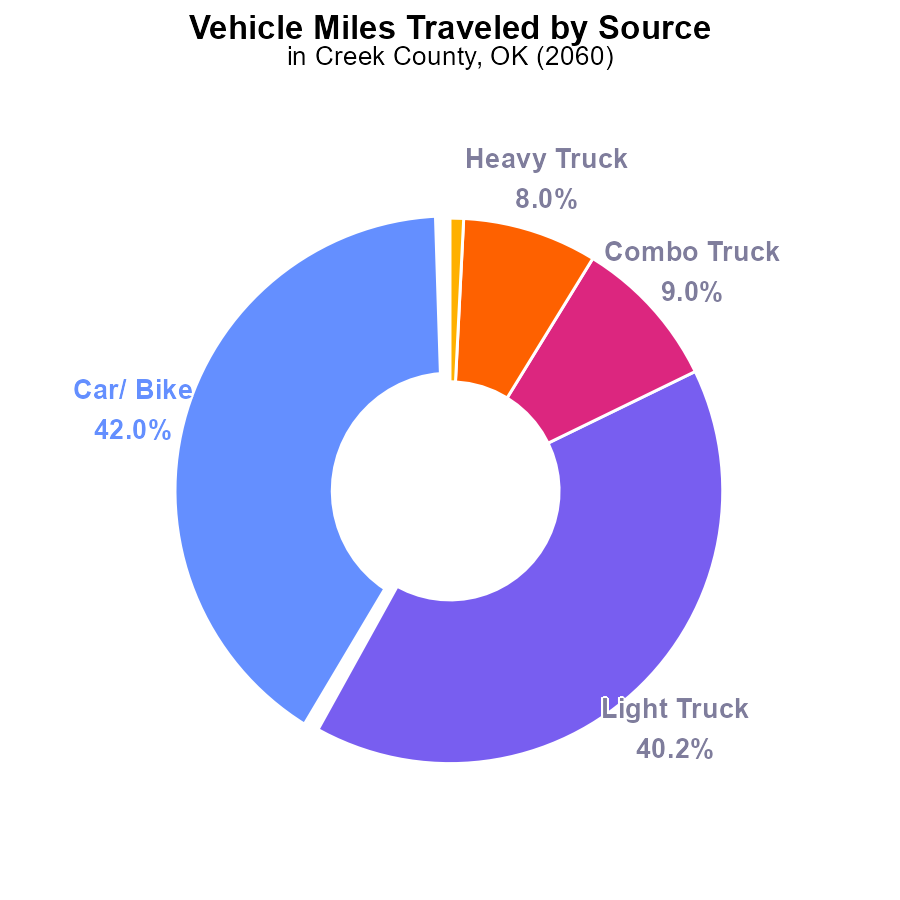 Vehicle Miles Traveled by Source
in Creek County, OK (2060)
Heavy Truck
8.0%
Combo Truck
9.0%
Car/ Bike
42.0%
Light Truck
40.2%